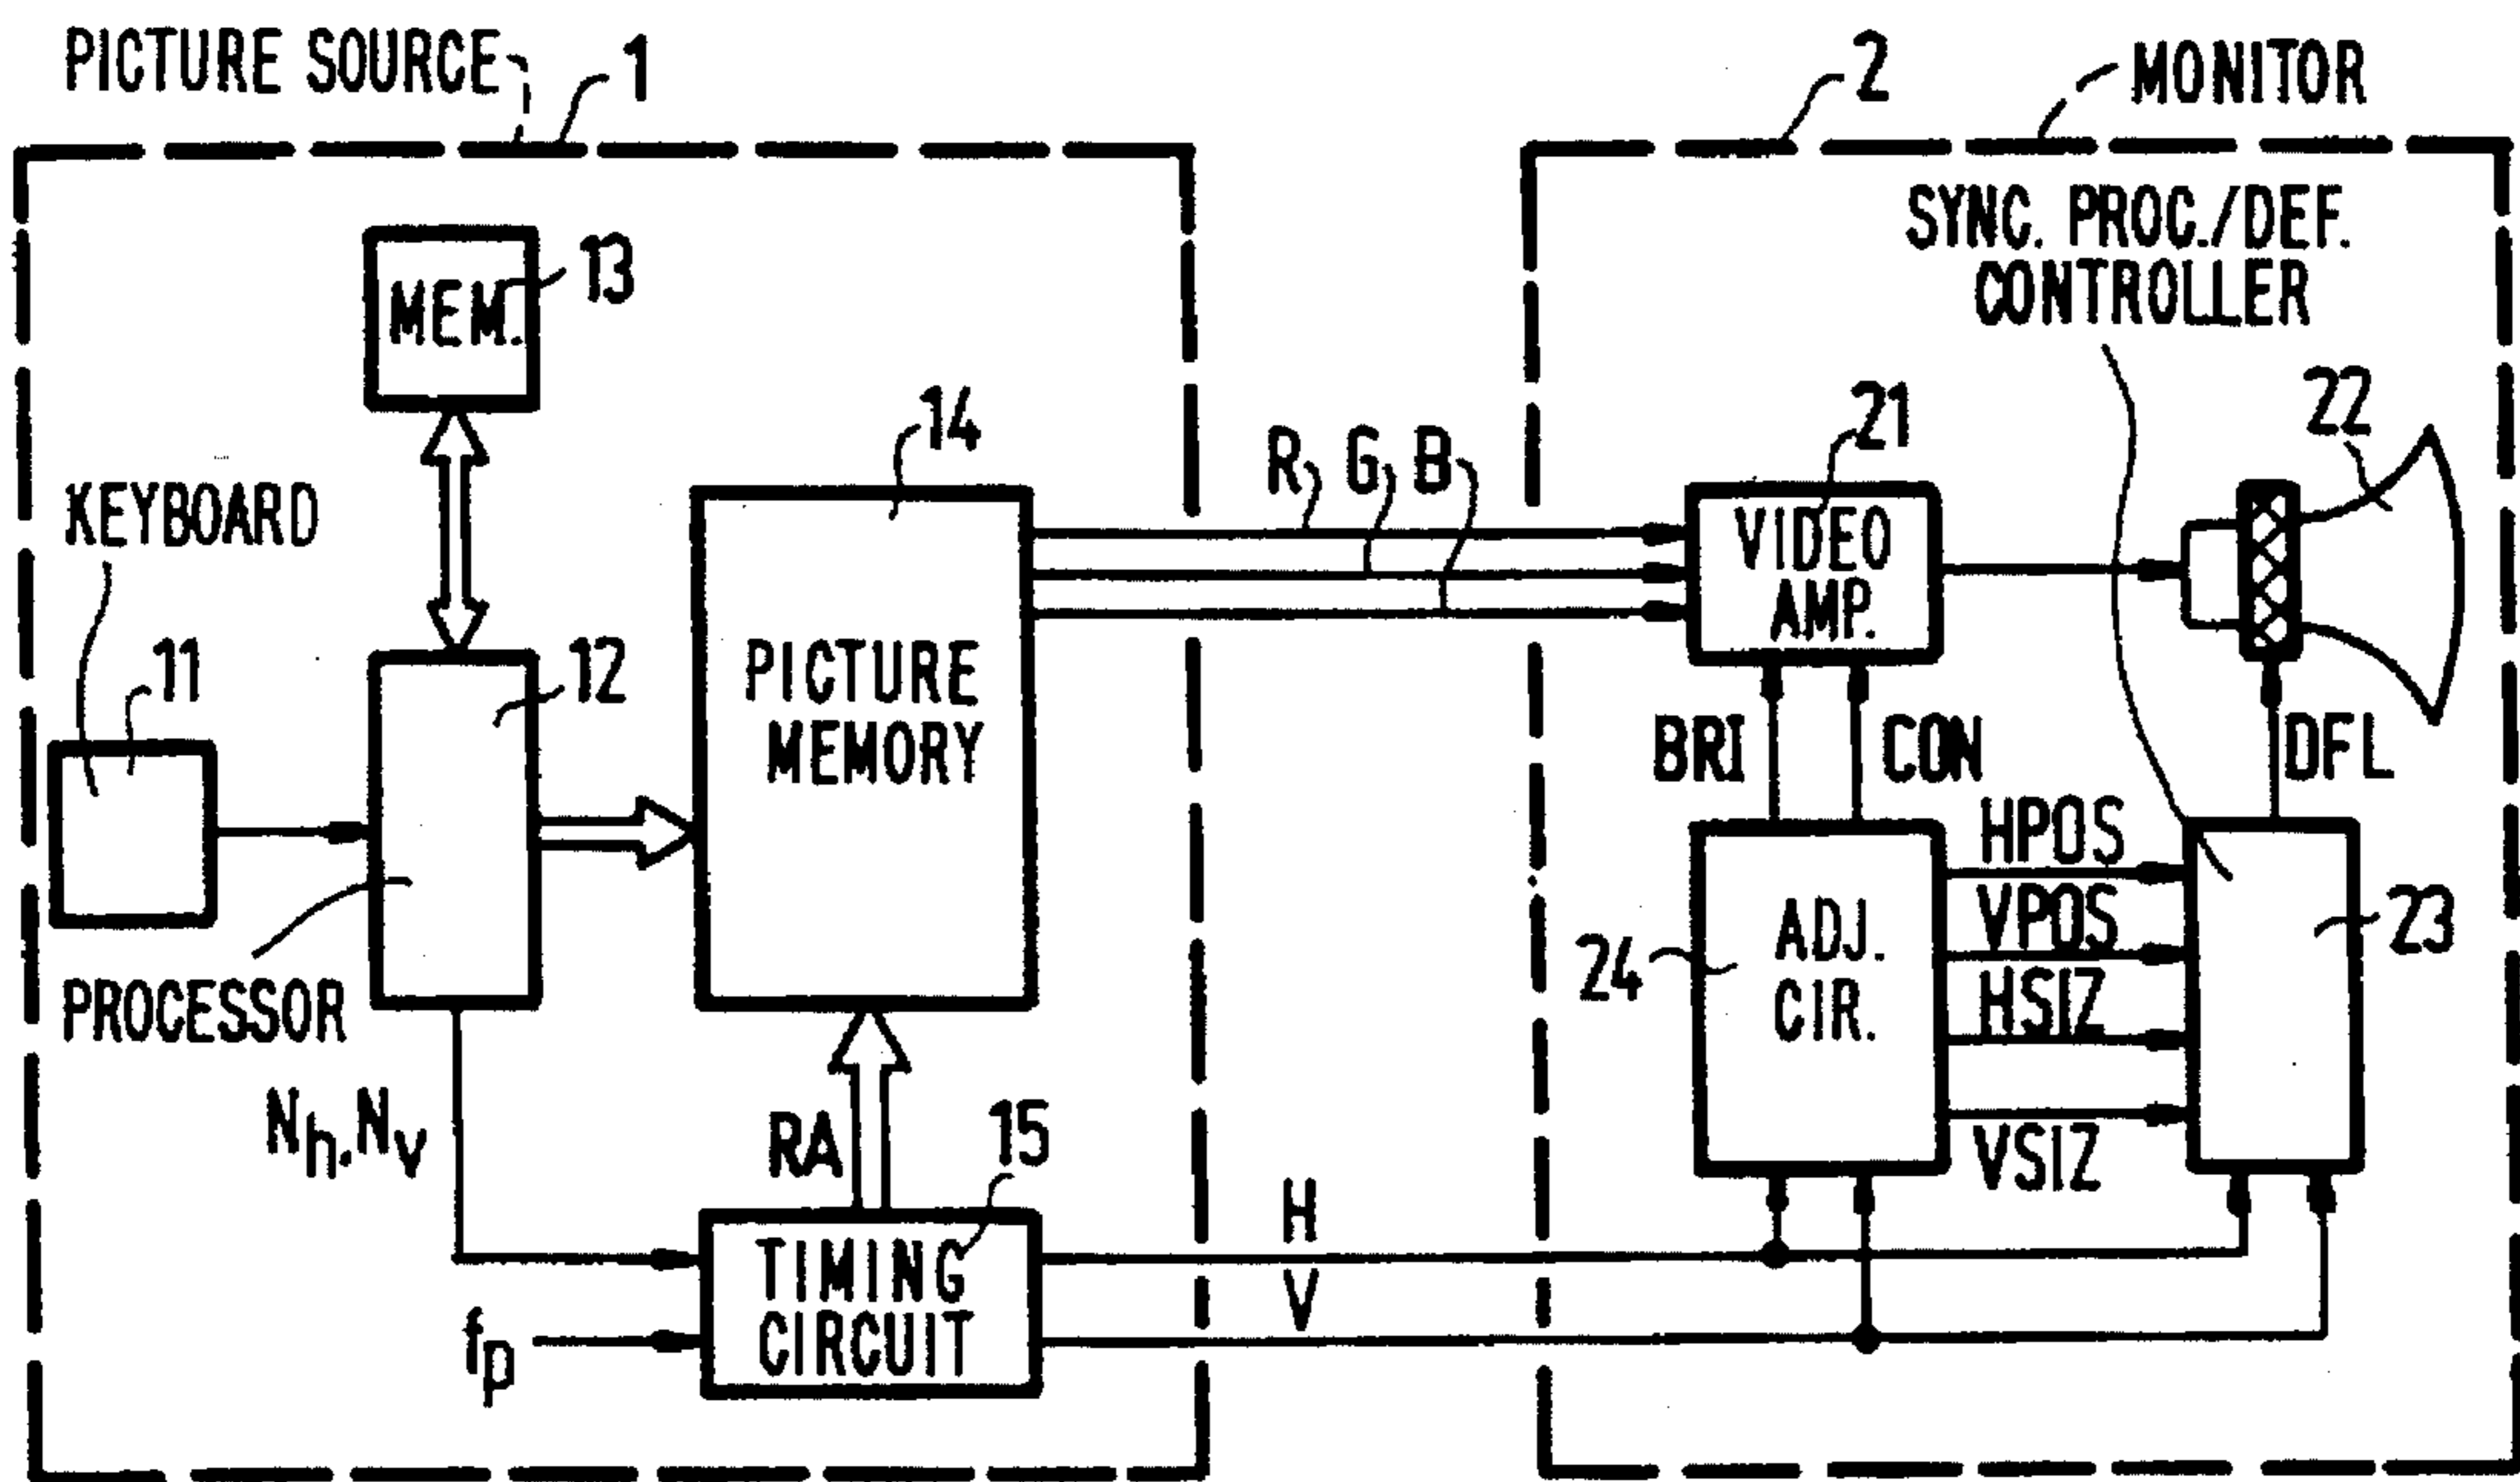 PICTURE SOURCE
1
2
MONITOR
SYNC. PROC./DEF.
CONTROLLER
MEM.
13
14
21
22
KEYBOARD
R G B
VIDEO
AMP.
11
12
PICTURE
MEMORY
BRI
CON
DFL
HPOS
VPOS
HSIZ
VSIZ
ADJ.
CIR.
24
23
PROCESSOR
Nh.Nv
RA
15
H
V
TIMING
CIRCUIT
fp